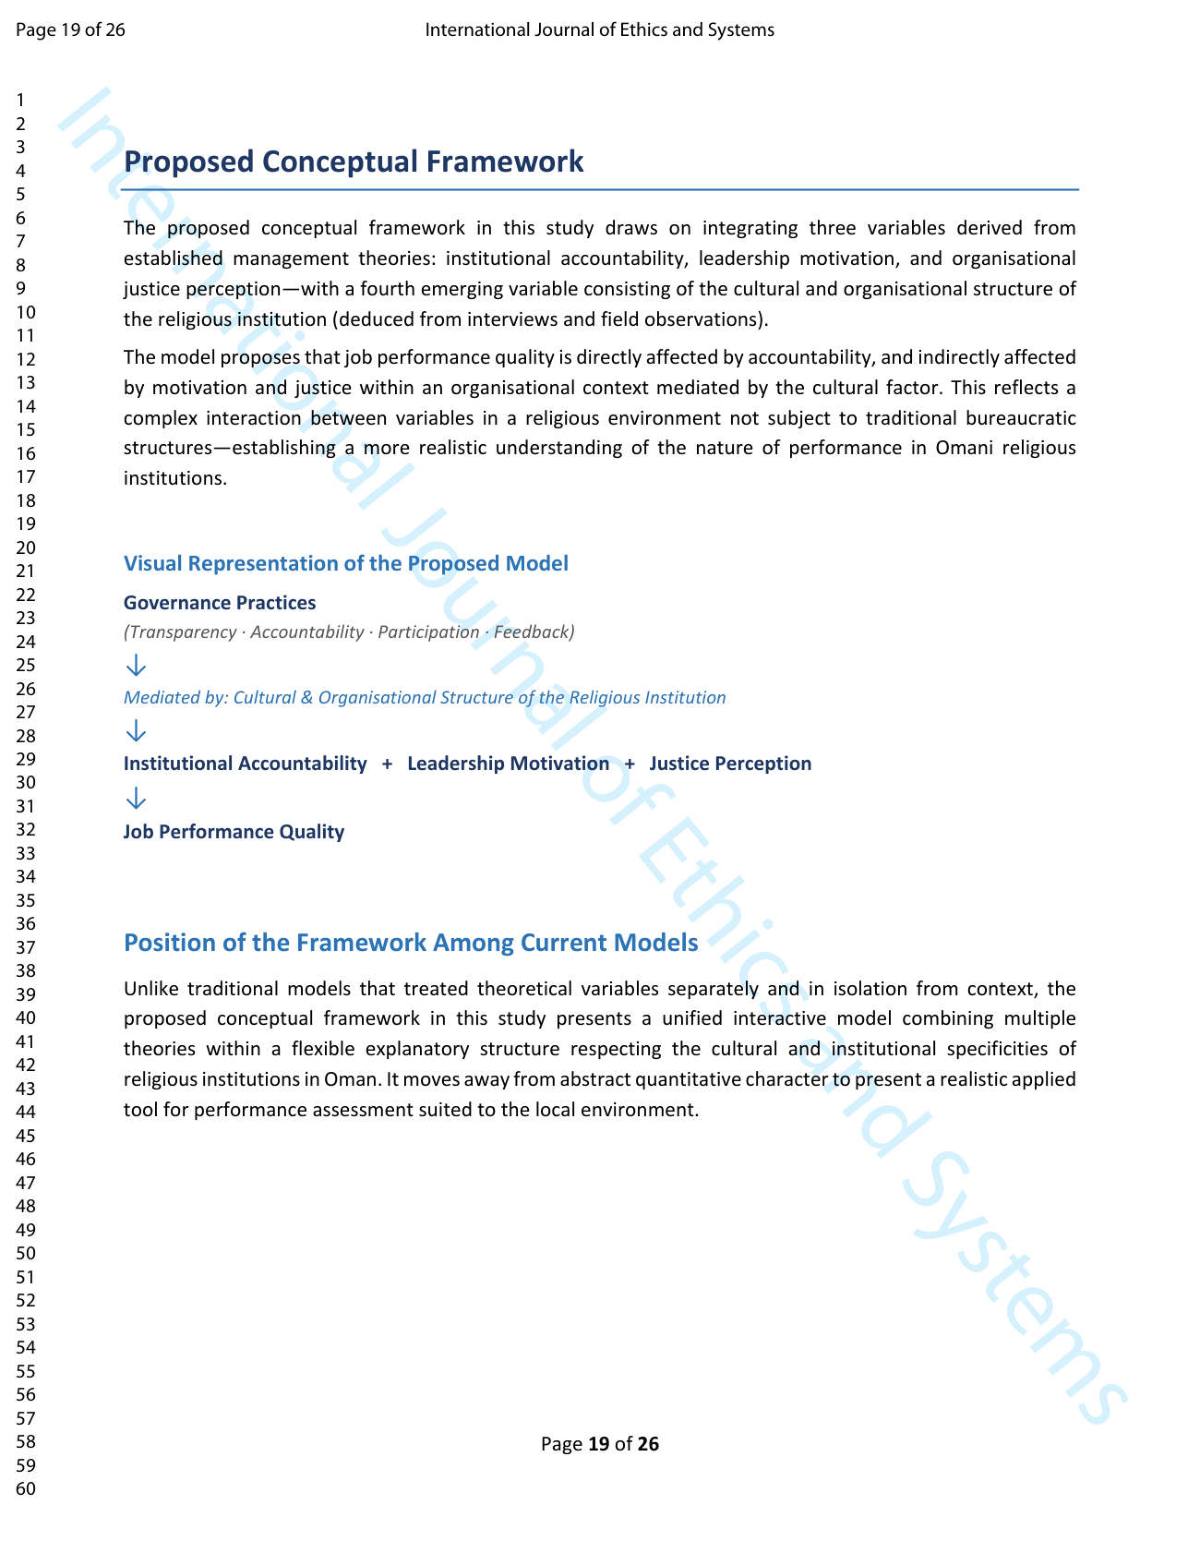 Page 19 of 26
International Journal of Ethics and Systems
1
2
3
4
5
6
7
8
9
10
11
12
13
14
15
16
17
18
19
20
21
22
23
24
25
26
27
28
29
30
31
32
33
34
35
36
37
38
39
40
41
42
43
44
45
46
47
48
49
50
51
52
53
54
55
56
57
58
59
60
Proposed Conceptual Framework
The proposed conceptual framework in this study draws on integrating three variables derived from
established management theories: institutional accountability, leadership motivation, and organisational
justice perception—with a fourth emerging variable consisting of the cultural and organisational structure of
the religious institution (deduced from interviews and field observations).
The model proposes that job performance quality is directly affected by accountability, and indirectly affected
by motivation and justice within an organisational context mediated by the cultural factor. This reflects a
complex interaction between variables in a religious environment not subject to traditional bureaucratic
structures—establishing a more realistic understanding of the nature of performance in Omani religious
institutions.
Visual Representation of the Proposed Model
Governance Practices
(Transparency · Accountability · Participation · Feedback)
↓
Mediated by: Cultural & Organisational Structure of the Religious Institution
↓
Institutional Accountability + Leadership Motivation + Justice Perception
↓
Job Performance Quality
Position of the Framework Among Current Models
Unlike traditional models that treated theoretical variables separately and in isolation from context, the
proposed conceptual framework in this study presents a unified interactive model combining multiple
theories within a flexible explanatory structure respecting the cultural and institutional specificities of
religious institutions in Oman. It moves away from abstract quantitative character to present a realistic applied
tool for performance assessment suited to the local environment.
Page 19 of 26
International Journal of Ethics and Systems